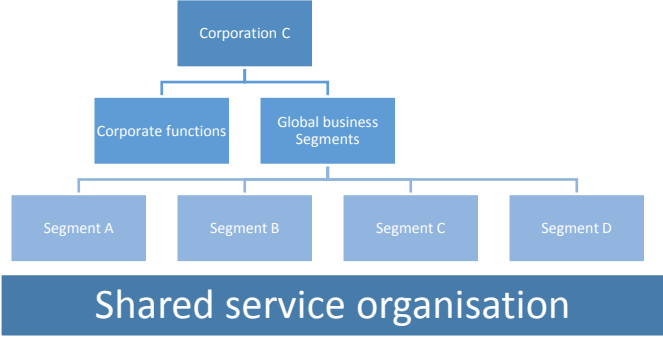 Corporation C
Corporate functions
Global business
Segments
Segment A
Segment B
Segment C
Segment D
Shared service organisation